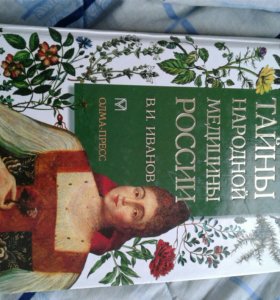 ТАЙНЫ
НАРОДНОЙ
МЕДИЦИНЫ
РОССИИ
В.И. ИВАНОВ
ОЛМА-ПРЕСС